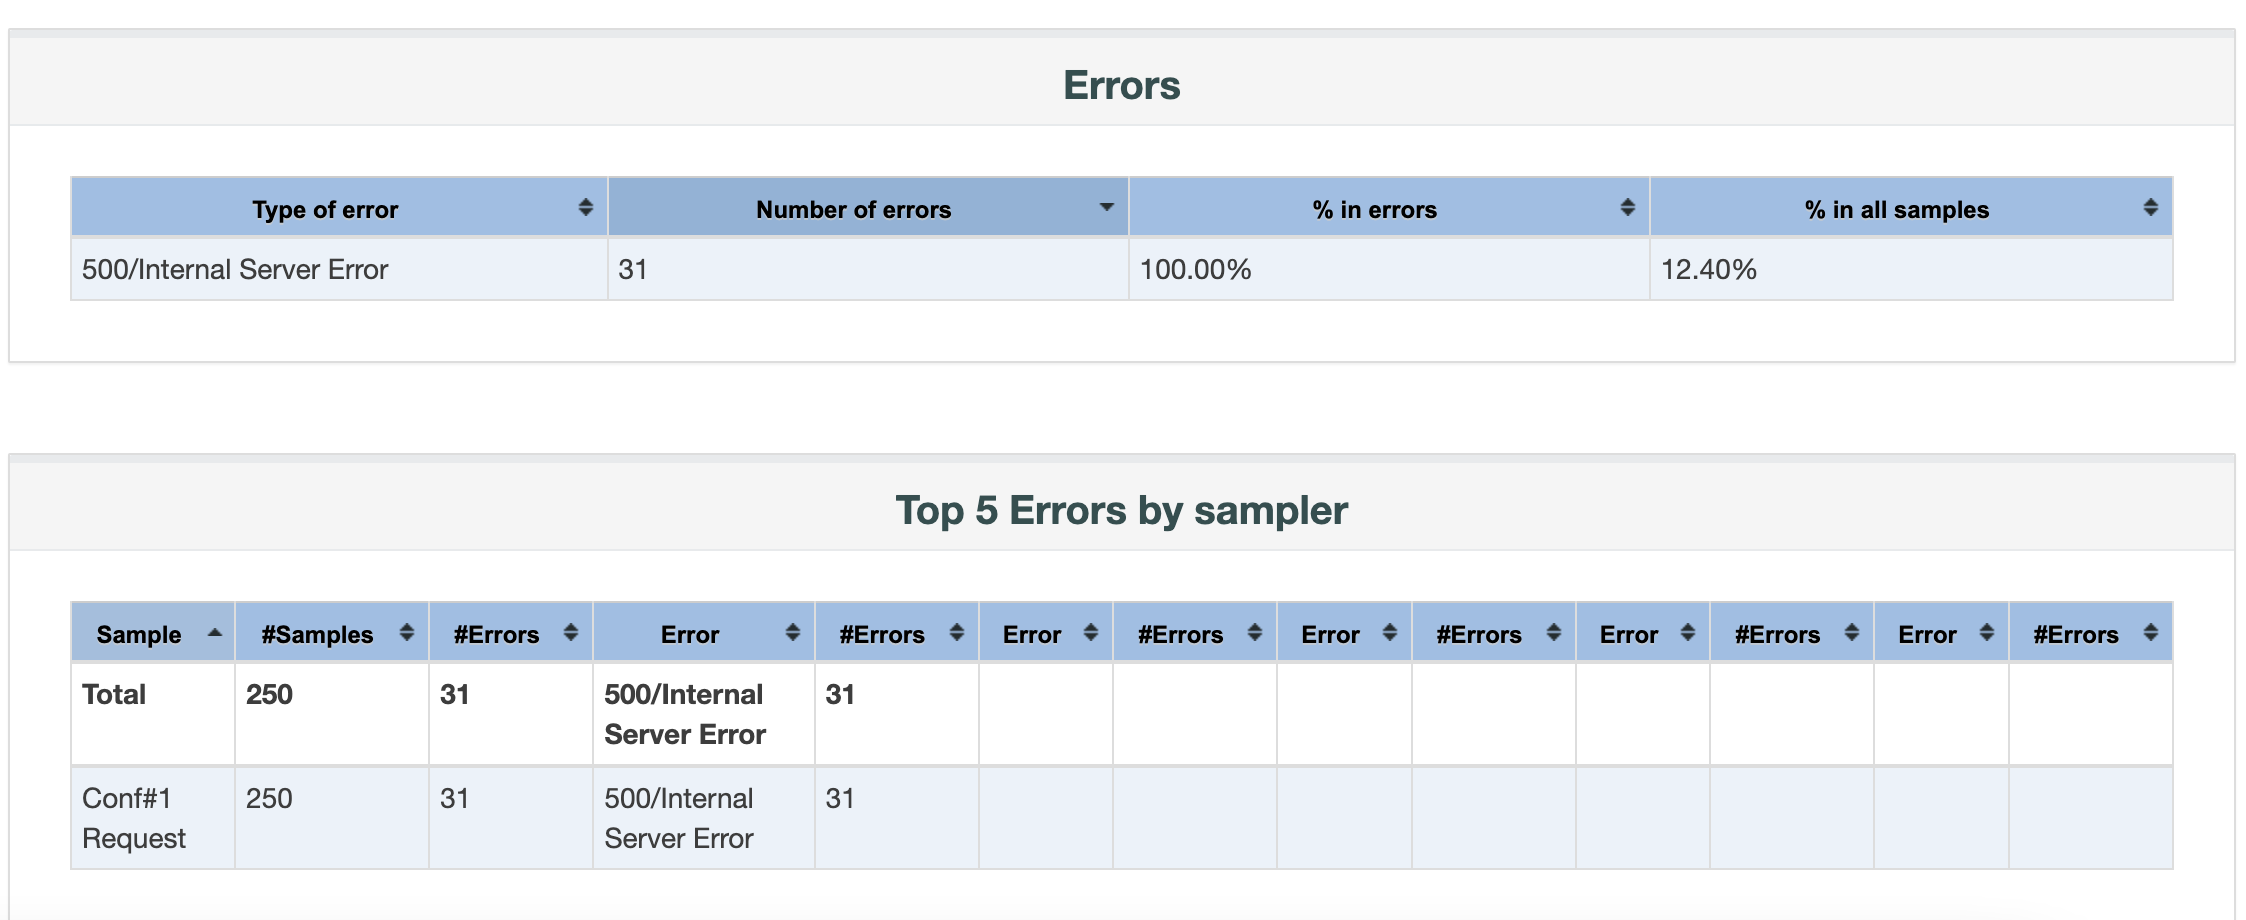 Errors
Type of error Number of errors % in errors % in all samples
500/Internal Server Error 31 100.00% 12.40%
Top 5 Errors by sampler
Sample #Samples #Errors Error #Errors Error #Errors Error #Errors Error #Errors Error #Errors
Total 250 31 500/Internal 31
Server Error
Conf#1 250 31 500/Internal 31
Request Server Error